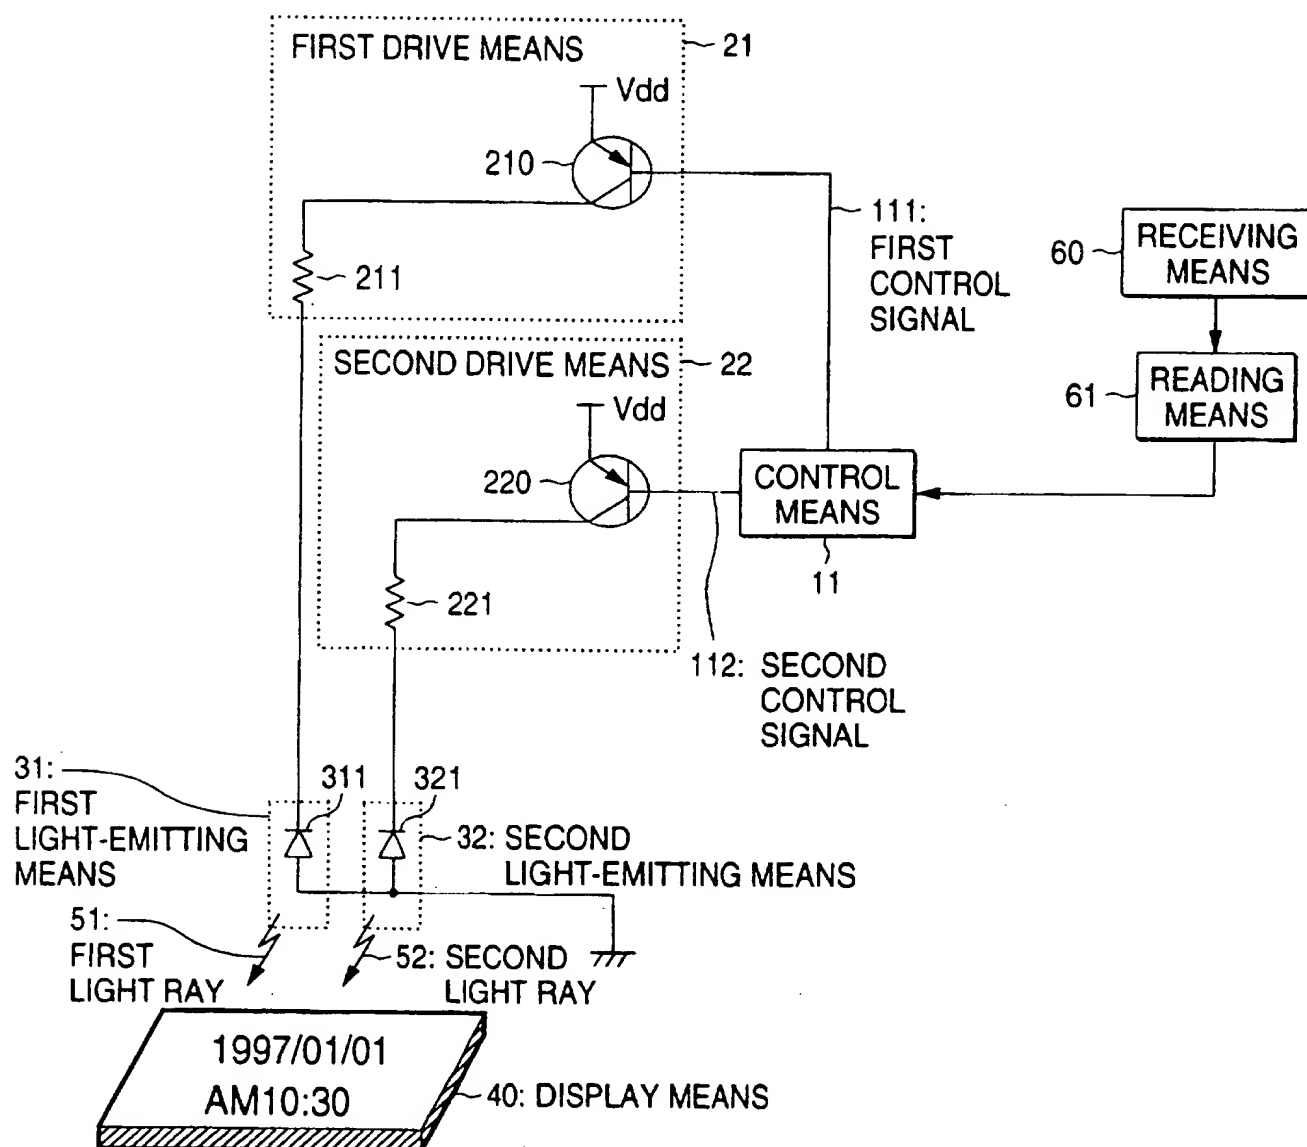 FIRST DRIVE MEANS
21
Vdd
210
211
111:
FIRST
CONTROL
SIGNAL
60
RECEIVING
MEANS
SECOND DRIVE MEANS
22
Vdd
220
221
61
READING
MEANS
CONTROL
MEANS
11
112: SECOND
CONTROL
SIGNAL
31:
FIRST
LIGHT-EMITTING
MEANS
311
321
32: SECOND
LIGHT-EMITTING MEANS
51:
FIRST
LIGHT RAY
52: SECOND
LIGHT RAY
1997/01/01
AM10:30
40: DISPLAY MEANS